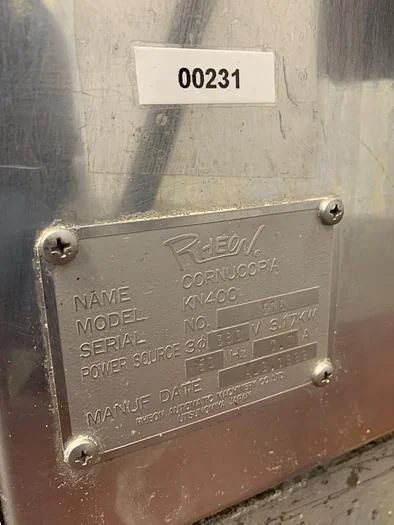 00231
RHEON
NAME CORNUCOPIA
MODEL KN400
SERIAL NO.
POWER SOURCE 3ø V 3.17KW
Hz A
MANUF DATE
RHEON AUTOMATIC MACHINERY CO.,LTD.
UTSUNOMIYA JAPAN